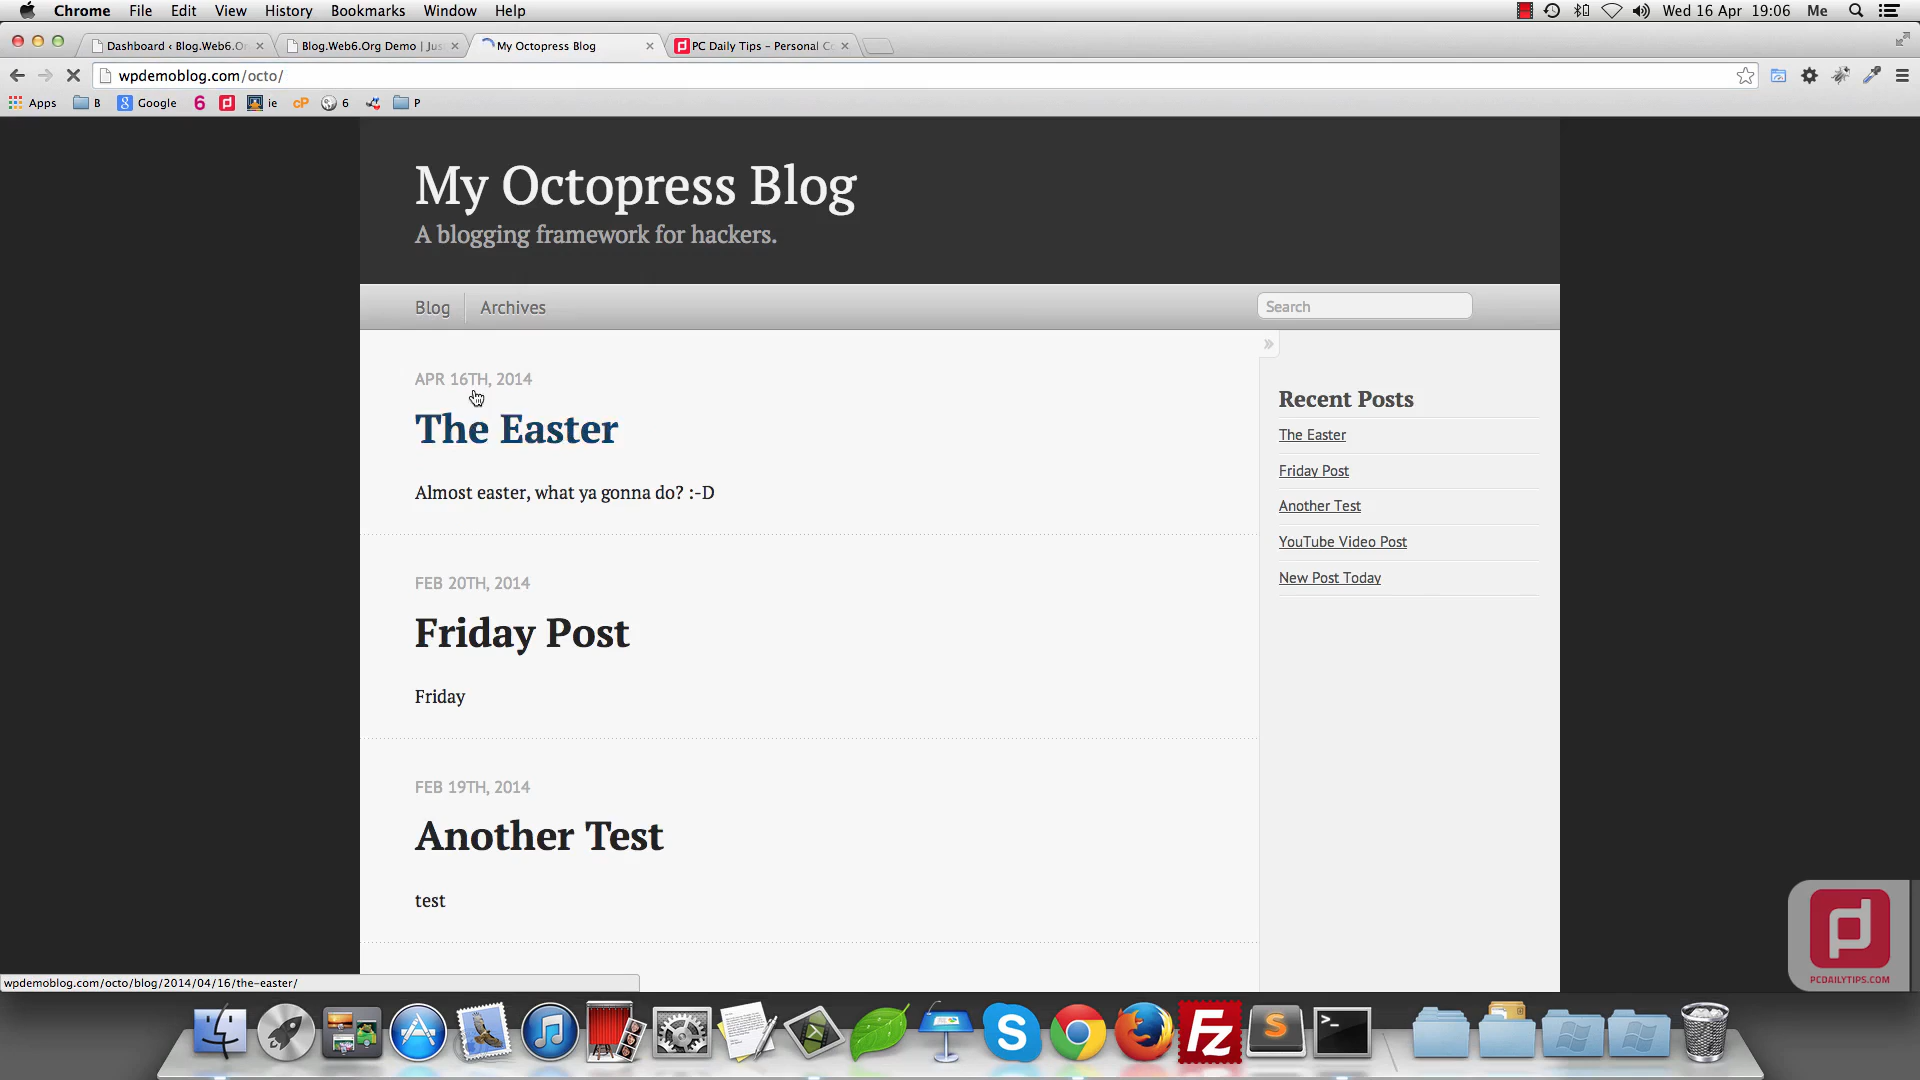 Chrome File Edit View History Bookmarks Window Help Wed 16 Apr 19:06 Me
Dashboard ‹ Blog.Web6.O
Blog.Web6.Org Demo | Jus
My Octopress Blog
PC Daily Tips – Personal C
wpdemoblog.com/octo/
Apps B Google 6 ie cP 6 P
My Octopress Blog
A blogging framework for hackers.
Blog Archives Search
»
APR 16TH, 2014
The Easter
Almost easter, what ya gonna do? :-D
FEB 20TH, 2014
Friday Post
Friday
FEB 19TH, 2014
Another Test
test
Recent Posts
The Easter
Friday Post
Another Test
YouTube Video Post
New Post Today
PCDAILYTIPS.COM
wpdemoblog.com/octo/blog/2014/04/16/the-easter/
S
Fz
S
>_